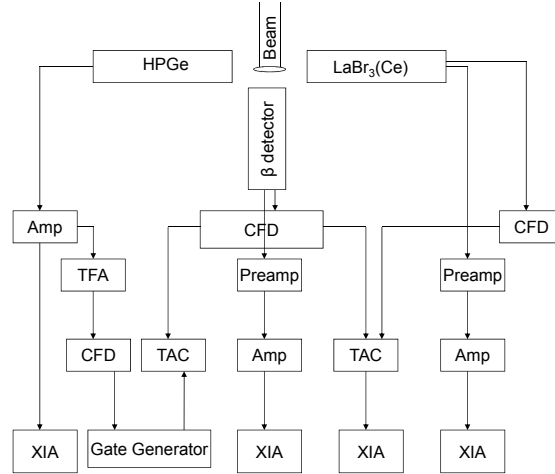 Beam
HPGe
LaBr₃(Ce)
β detector
Amp
CFD
CFD
TFA
Preamp
Preamp
CFD
TAC
Amp
TAC
Amp
XIA
Gate Generator
XIA
XIA
XIA